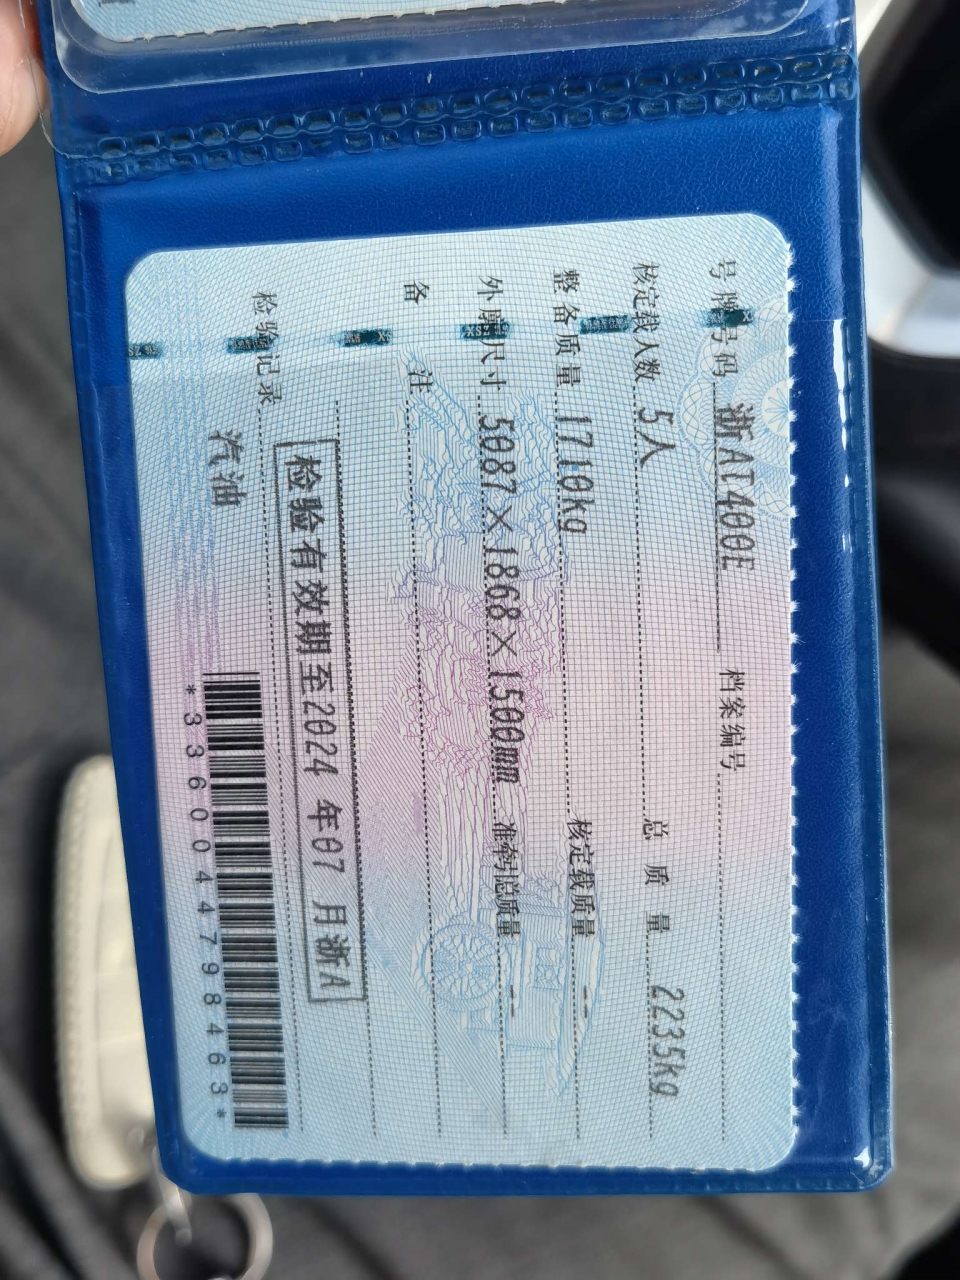 号牌号码 浙AE400E 档案编号
核定载人数 5人 总质量 2235kg
整备质量 1710kg 核定载质量 --
外廓尺寸 5087×1868×1500mm 准牵引总质量 --
备注
检验有效期至2024年07月浙A
检验记录
汽油
*3360044798463*